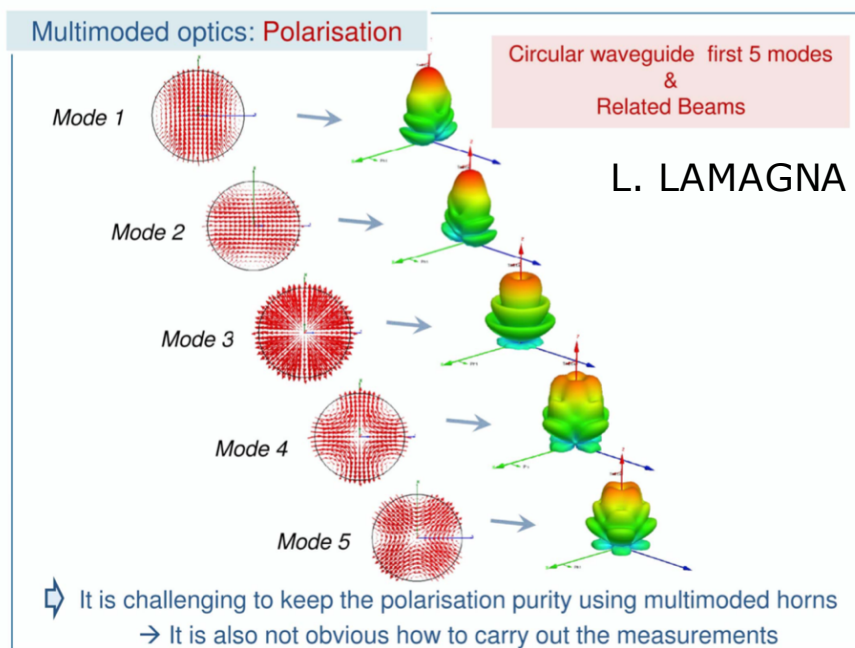 Multimoded optics: Polarisation
Circular waveguide first 5 modes
&
Related Beams
L. LAMAGNA
Mode 1
Mode 2
Mode 3
Mode 4
Mode 5
It is challenging to keep the polarisation purity using multimoded horns
→ It is also not obvious how to carry out the measurements